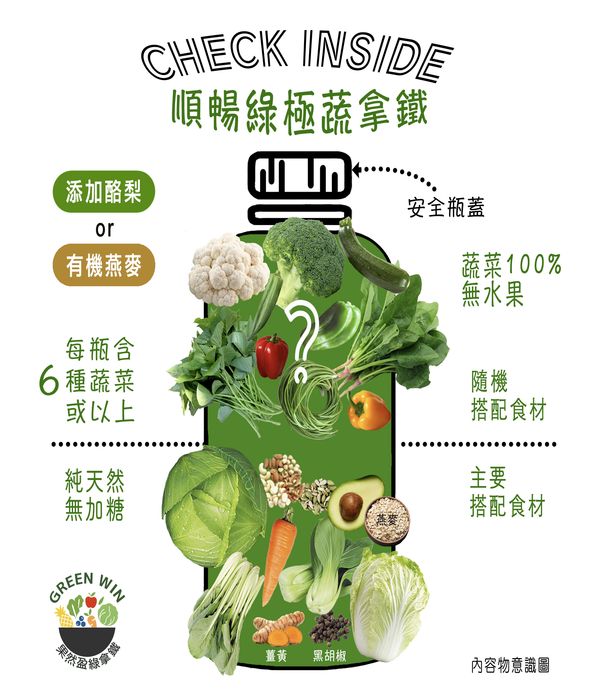 CHECK INSIDE
順暢綠極蔬拿鐵
添加酪梨
or
有機燕麥
安全瓶蓋
蔬菜100%
無水果
每瓶含
6種蔬菜
或以上
隨機
搭配食材
純天然
無加糖
主要
搭配食材
燕麥
薑黃
黑胡椒
GREEN WIN
果然盈綠拿鐵
內容物意識圖
?